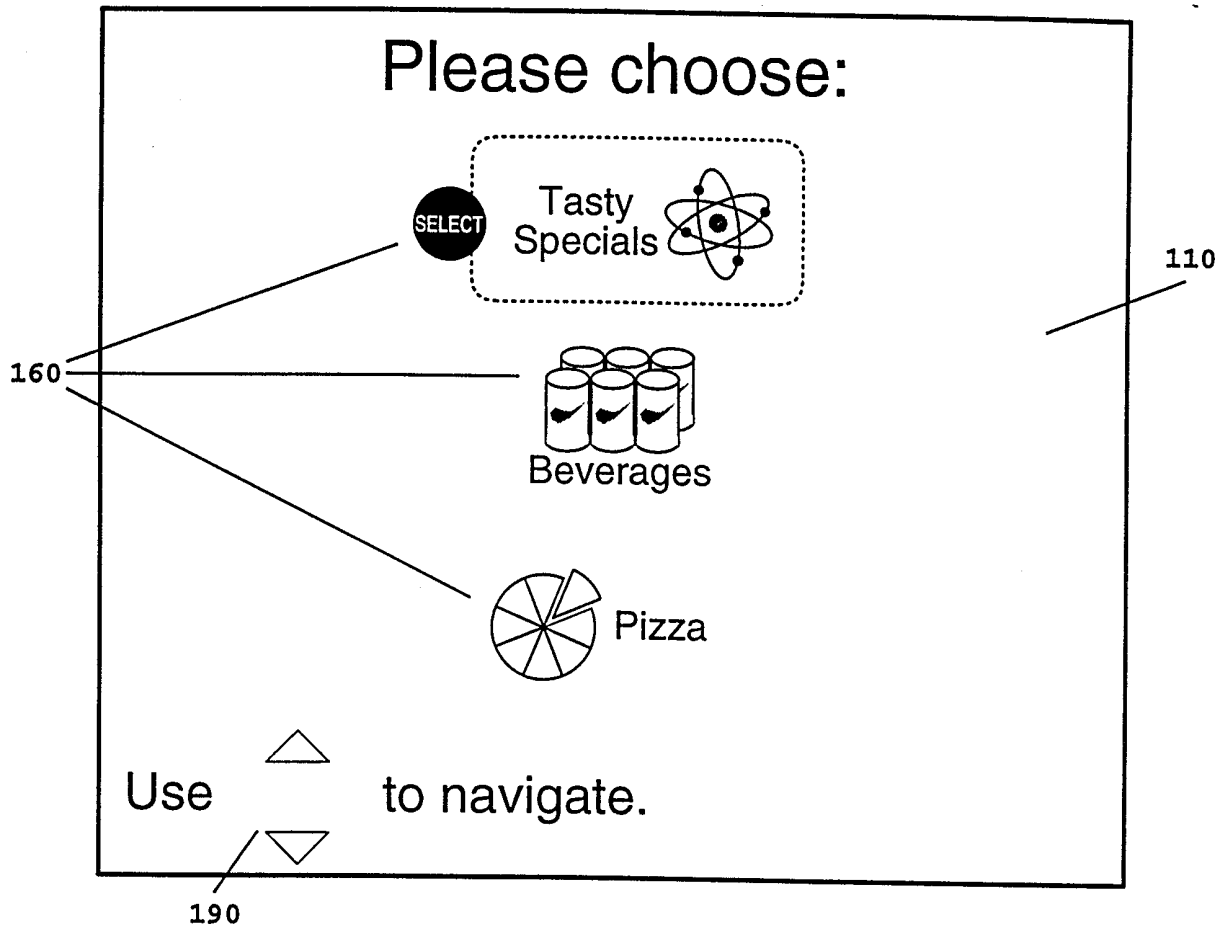 Please choose:
SELECT
Tasty
Specials
110
160
Beverages
Pizza
Use to navigate.
190